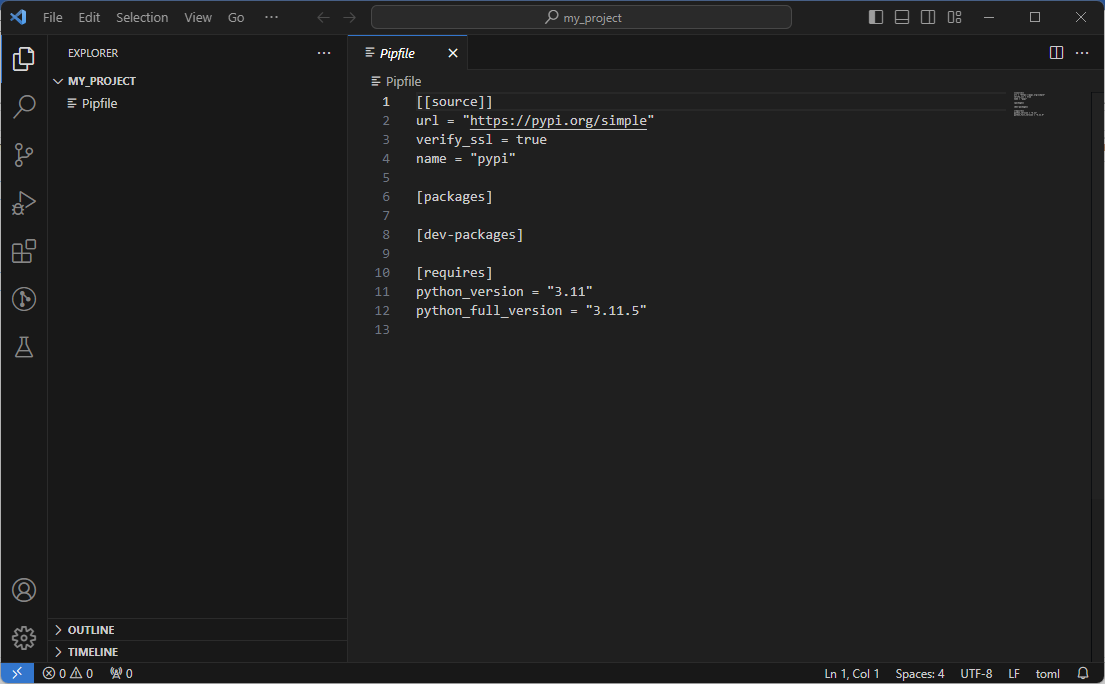 File Edit Selection View Go ··· my_project
EXPLORER ···
MY_PROJECT
Pipfile
Pipfile
Pipfile
1 [[source]]
2 url = "https://pypi.org/simple"
3 verify_ssl = true
4 name = "pypi"
5
6 [packages]
7
8 [dev-packages]
9
10 [requires]
11 python_version = "3.11"
12 python_full_version = "3.11.5"
13
OUTLINE
TIMELINE
0 0 0 Ln 1, Col 1 Spaces: 4 UTF-8 LF toml